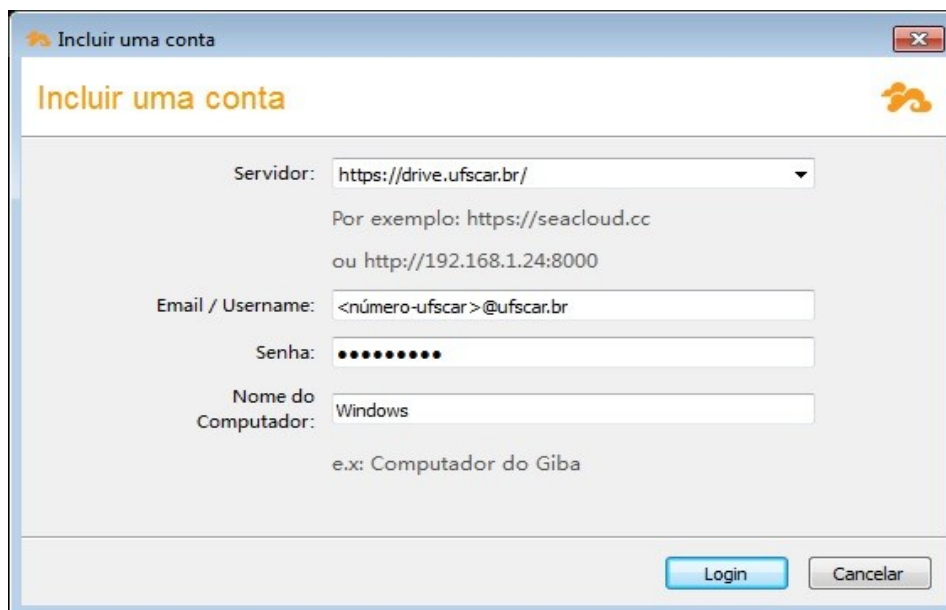 Incluir uma conta
Incluir uma conta
Servidor: https://drive.ufscar.br/
Por exemplo: https://seacloud.cc
ou http://192.168.1.24:8000
Email / Username: <número-ufscar>@ufscar.br
Senha: •••••••••
Nome do
Computador: Windows
e.x: Computador do Giba
Login Cancelar